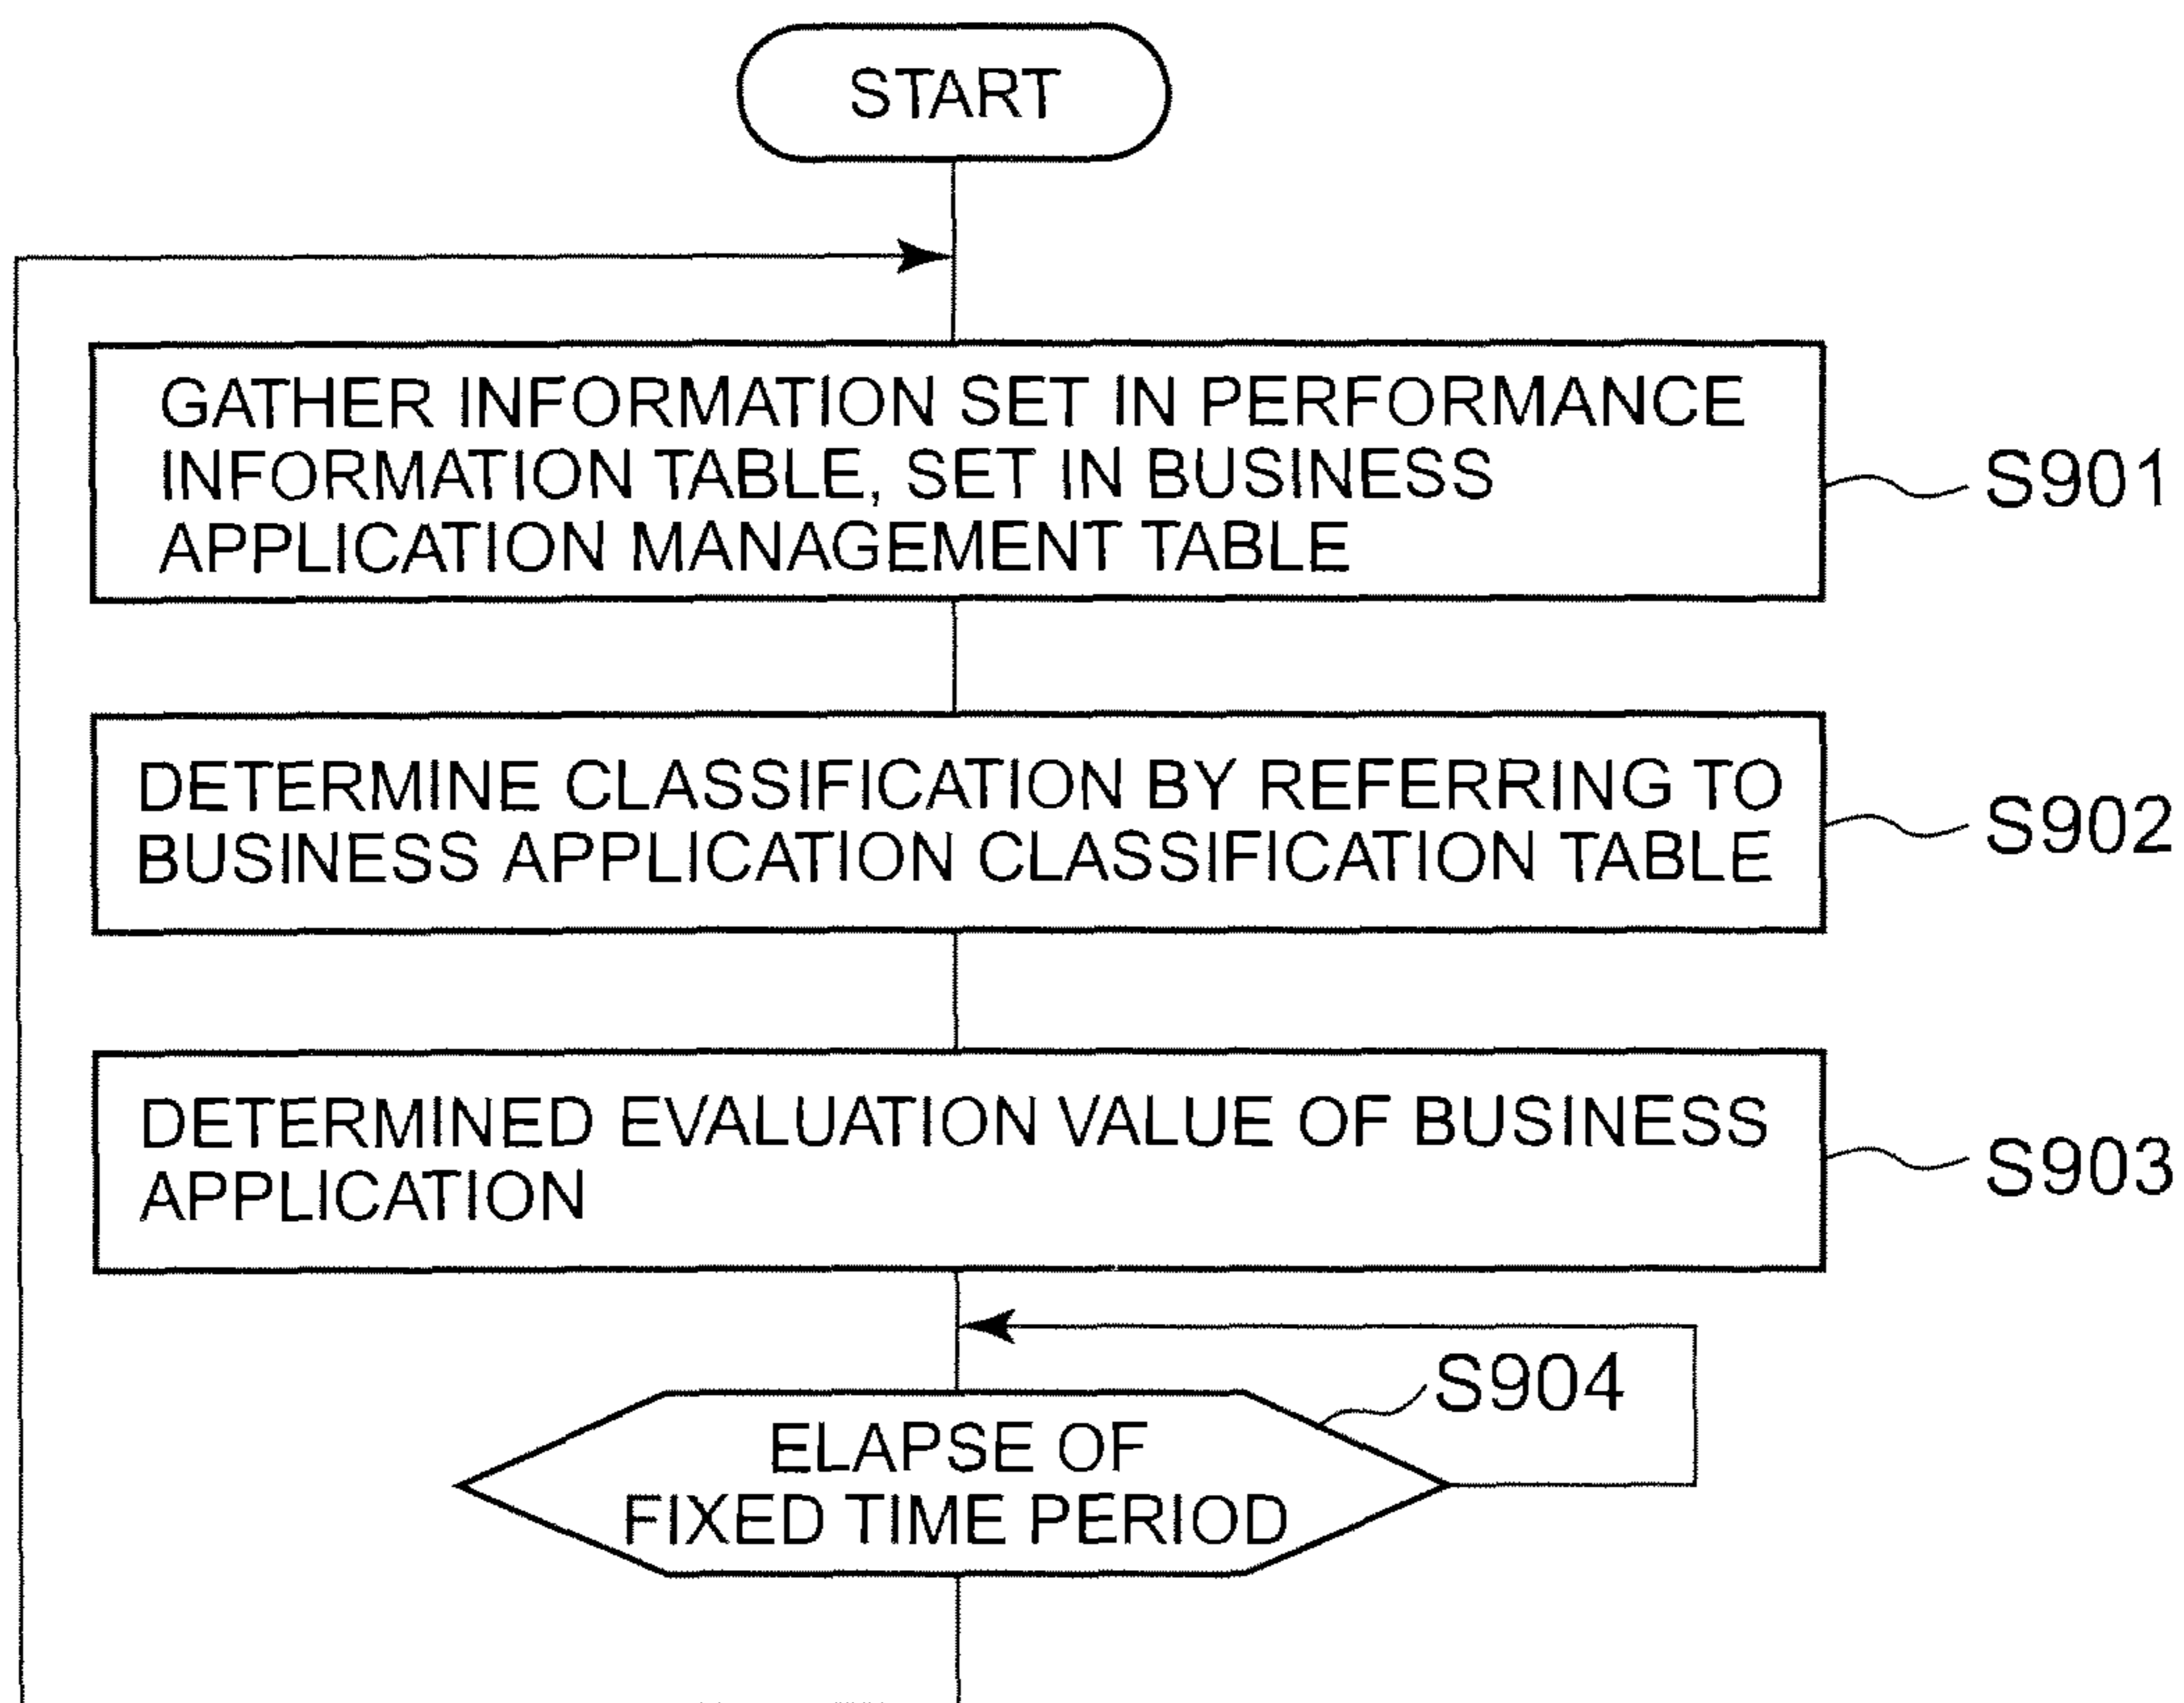 START
GATHER INFORMATION SET IN PERFORMANCE
INFORMATION TABLE, SET IN BUSINESS
APPLICATION MANAGEMENT TABLE
S901
DETERMINE CLASSIFICATION BY REFERRING TO
BUSINESS APPLICATION CLASSIFICATION TABLE
S902
DETERMINED EVALUATION VALUE OF BUSINESS
APPLICATION
S903
S904
ELAPSE OF
FIXED TIME PERIOD